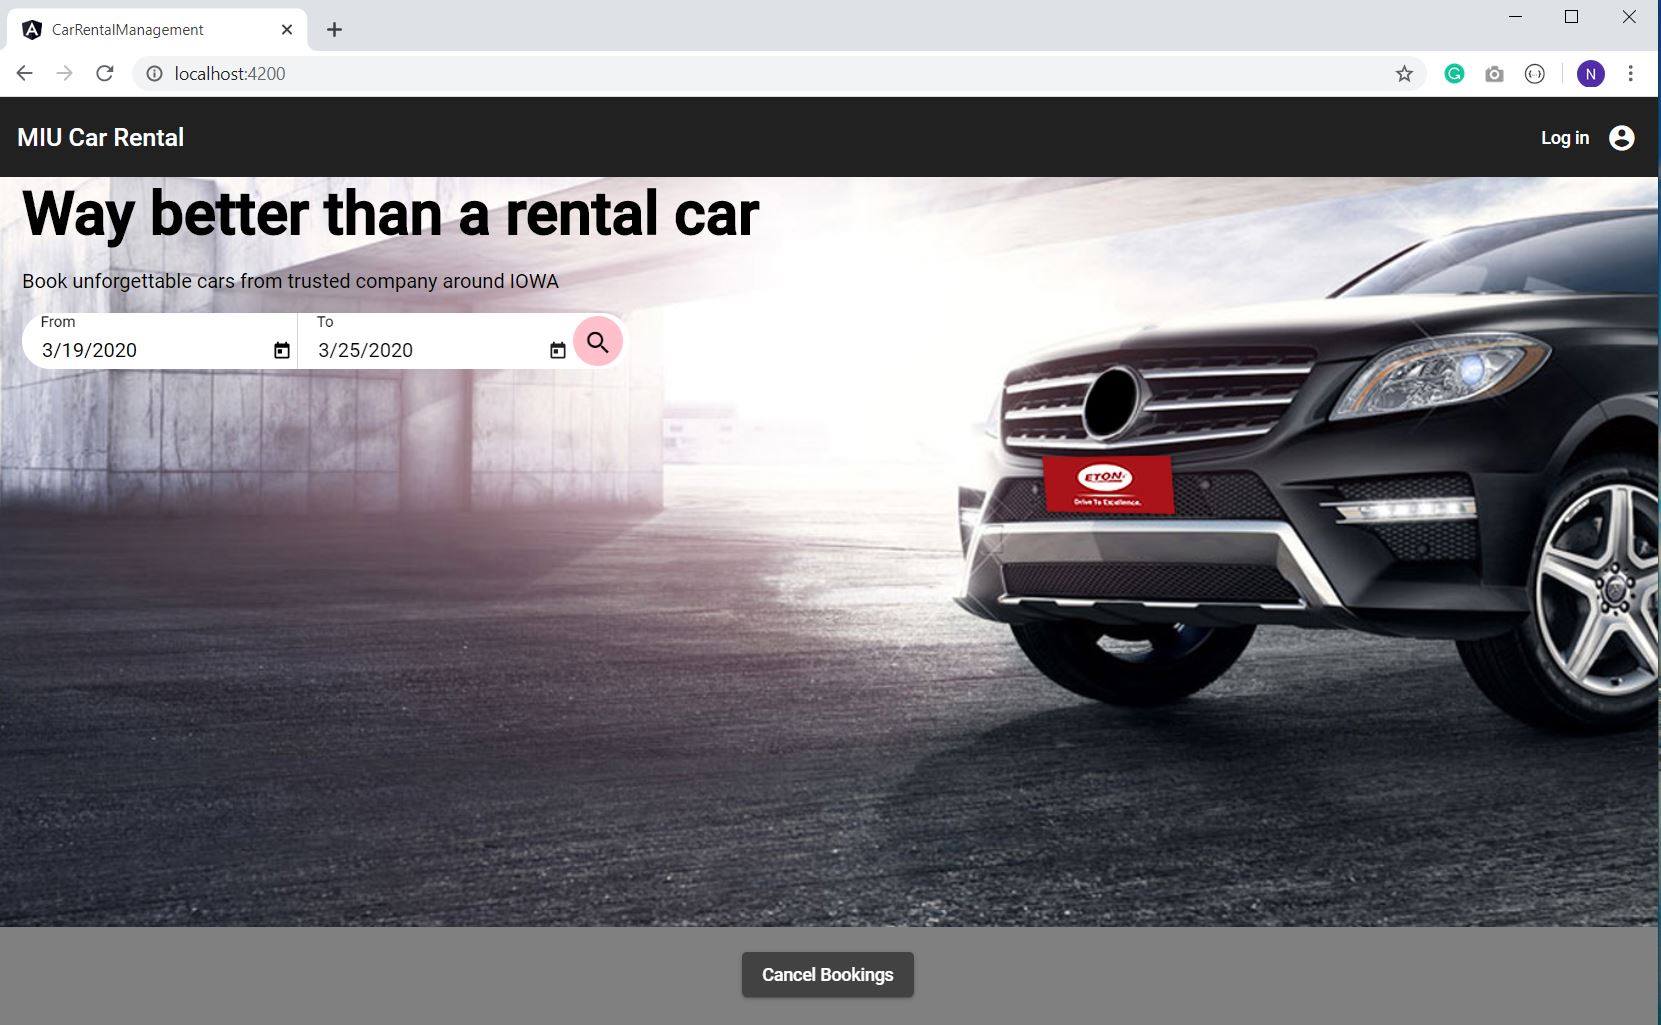 CarRentalManagement
localhost:4200
N
MIU Car Rental
Log in
Way better than a rental car
Book unforgettable cars from trusted company around IOWA
From
To
3/19/2020
3/25/2020
ETON
Drive To Excellence.
Cancel Bookings